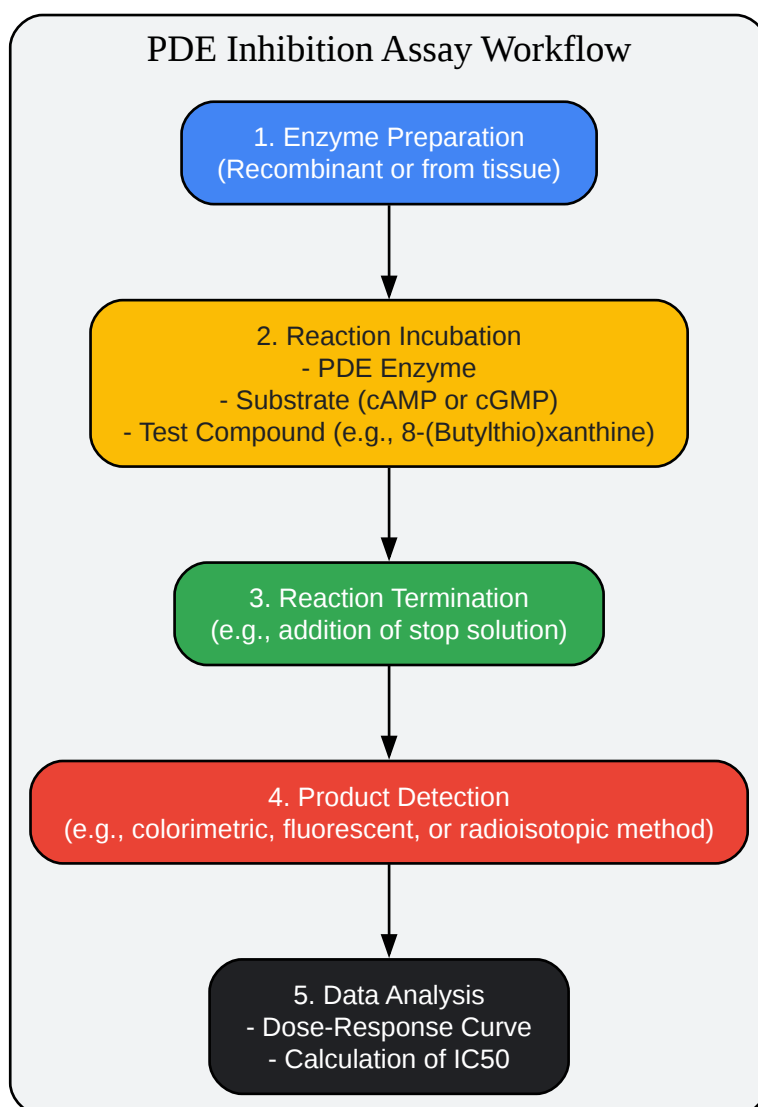 PDE Inhibition Assay Workflow
1. Enzyme Preparation
(Recombinant or from tissue)
2. Reaction Incubation
- PDE Enzyme
- Substrate (cAMP or cGMP)
- Test Compound (e.g., 8-(Butylthio)xanthine)
3. Reaction Termination
(e.g., addition of stop solution)
4. Product Detection
(e.g., colorimetric, fluorescent, or radioisotopic method)
5. Data Analysis
- Dose-Response Curve
- Calculation of IC50